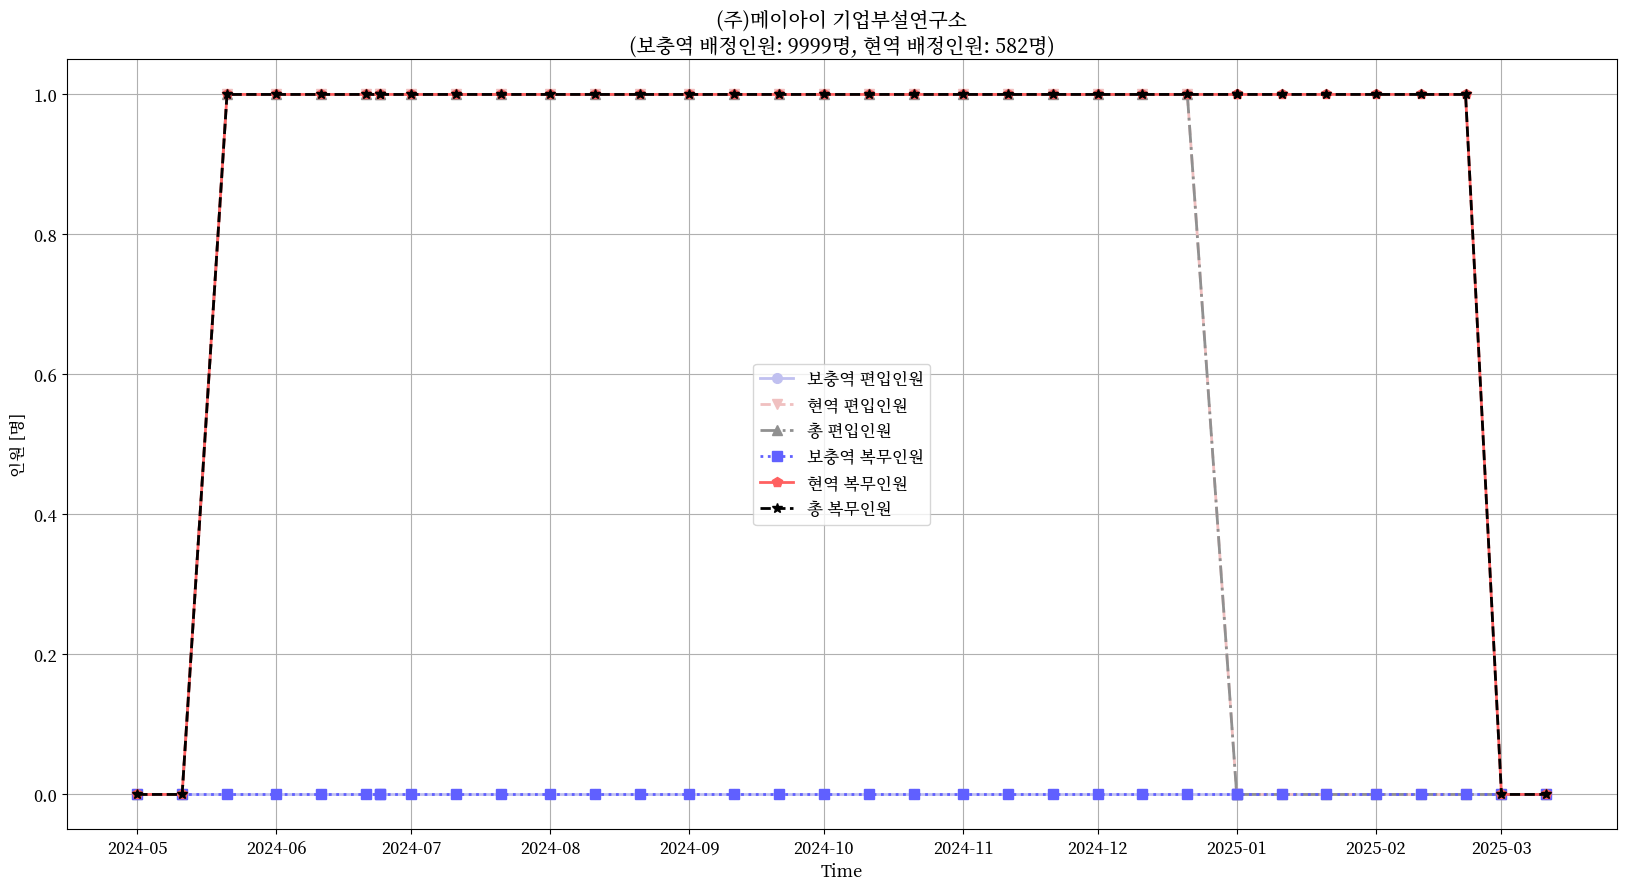 (주)메이아이 기업부설연구소
(보충역 배정인원: 9999명, 현역 배정인원: 582명)
인원 [명]
1.0
0.8
0.6
0.4
0.2
0.0
보충역 편입인원
현역 편입인원
총 편입인원
보충역 복무인원
현역 복무인원
총 복무인원
2024-05 2024-06 2024-07 2024-08 2024-09 2024-10 2024-11 2024-12 2025-01 2025-02 2025-03
Time